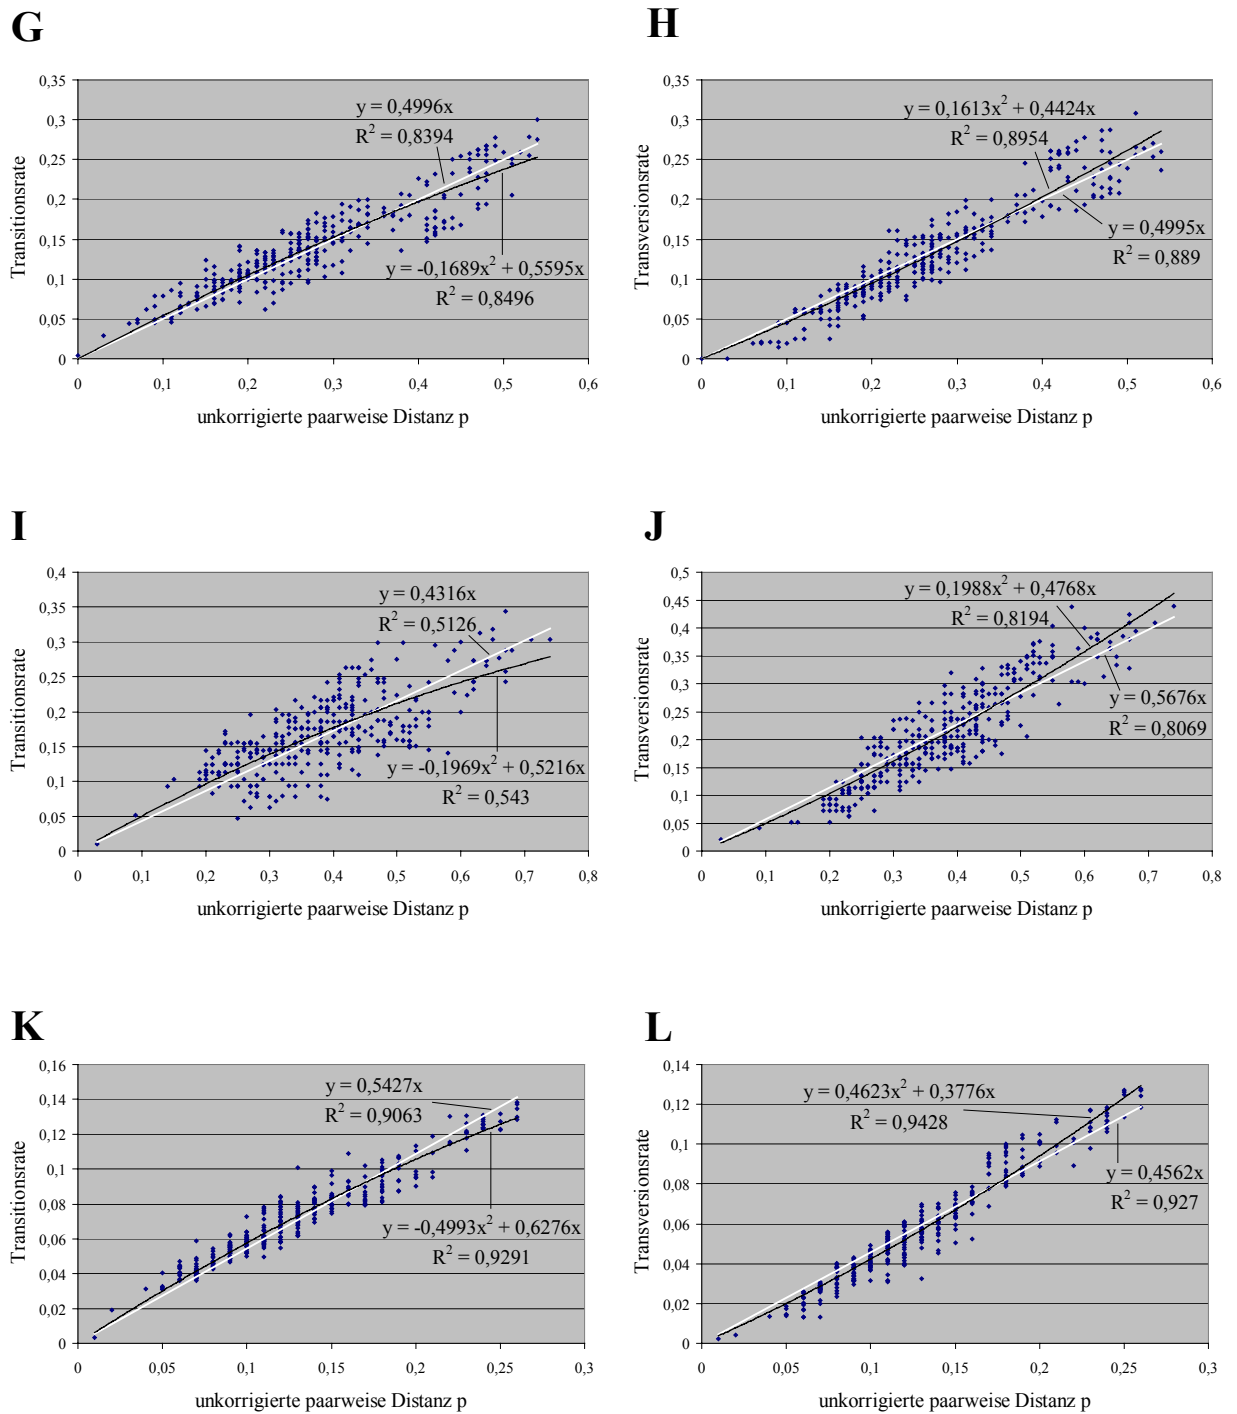 G
0,35
0,3
0,25
0,2
0,15
0,1
0,05
0
Transitionsrate
y = 0,4996x
R² = 0,8394
y = -0,1689x² + 0,5595x
R² = 0,8496
0 0,1 0,2 0,3 0,4 0,5 0,6
unkorrigierte paarweise Distanz p
H
0,35
0,3
0,25
0,2
0,15
0,1
0,05
0
Transversionsrate
y = 0,1613x² + 0,4424x
R² = 0,8954
y = 0,4995x
R² = 0,889
0 0,1 0,2 0,3 0,4 0,5 0,6
unkorrigierte paarweise Distanz p
I
0,4
0,35
0,3
0,25
0,2
0,15
0,1
0,05
0
Transitionsrate
y = 0,4316x
R² = 0,5126
y = -0,1969x² + 0,5216x
R² = 0,543
0 0,1 0,2 0,3 0,4 0,5 0,6 0,7 0,8
unkorrigierte paarweise Distanz p
J
0,5
0,45
0,4
0,35
0,3
0,25
0,2
0,15
0,1
0,05
0
Transversionsrate
y = 0,1988x² + 0,4768x
R² = 0,8194
y = 0,5676x
R² = 0,8069
0 0,1 0,2 0,3 0,4 0,5 0,6 0,7 0,8
unkorrigierte paarweise Distanz p
K
0,16
0,14
0,12
0,1
0,08
0,06
0,04
0,02
0
Transitionsrate
y = 0,5427x
R² = 0,9063
y = -0,4993x² + 0,6276x
R² = 0,9291
0 0,05 0,1 0,15 0,2 0,25 0,3
unkorrigierte paarweise Distanz p
L
0,14
0,12
0,1
0,08
0,06
0,04
0,02
0
Transversionsrate
y = 0,4623x² + 0,3776x
R² = 0,9428
y = 0,4562x
R² = 0,927
0 0,05 0,1 0,15 0,2 0,25 0,3
unkorrigierte paarweise Distanz p